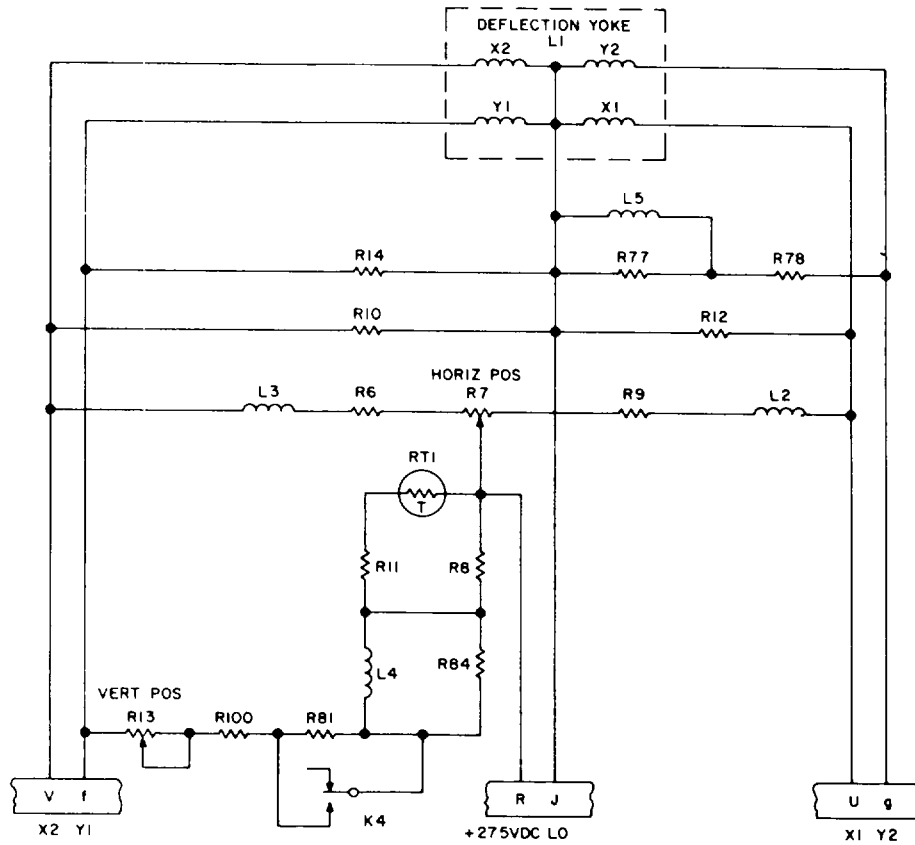 DEFLECTION YOKE
L1
X2 Y2
Y1 X1
L5
R14 R77 R78
R10 R12
HORIZ POS
L3 R6 R7 R9 L2
RT1
T
R11 R8
L4 R84
VERT POS
R13 R100 R81
K4
V f R J U g
X2 Y1 +275VDC LO X1 Y2